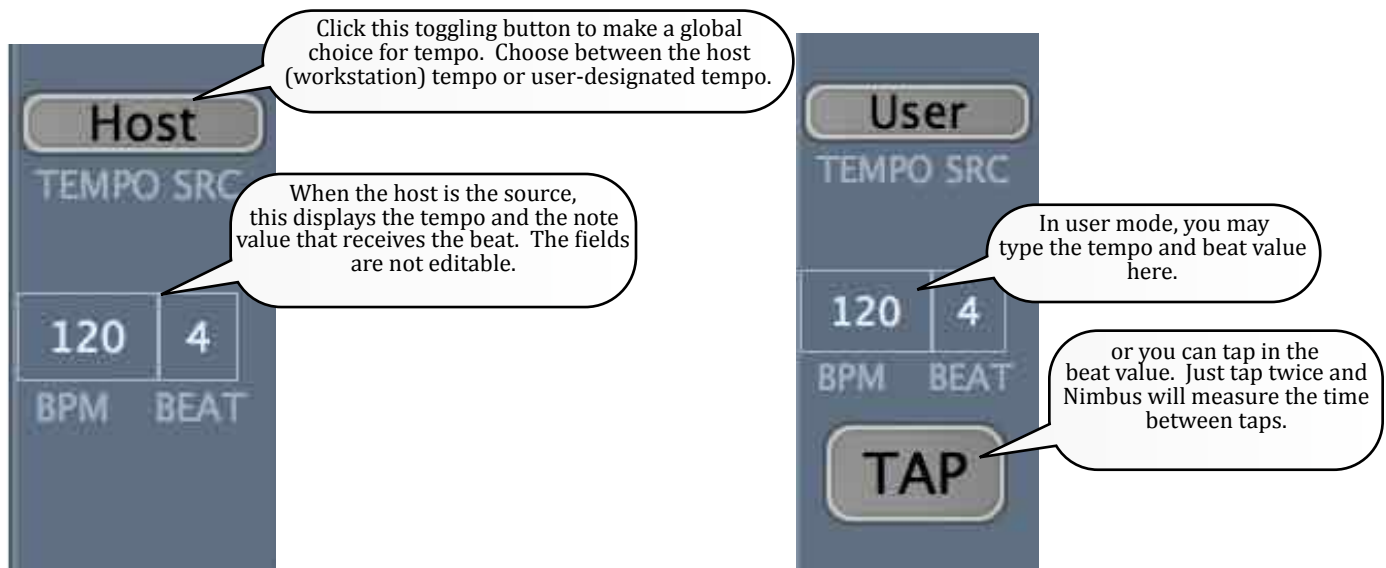 Click this toggling button to make a global
choice for tempo.  Choose between the host
(workstation) tempo or user-designated tempo.
Host
TEMPO SRC
When the host is the source,
this displays the tempo and the note
value that receives the beat.  The fields
are not editable.
120 4
BPM BEAT
User
TEMPO SRC
In user mode, you may
type the tempo and beat value
here.
120 4
BPM BEAT
or you can tap in the
beat value.  Just tap twice and
Nimbus will measure the time
between taps.
TAP